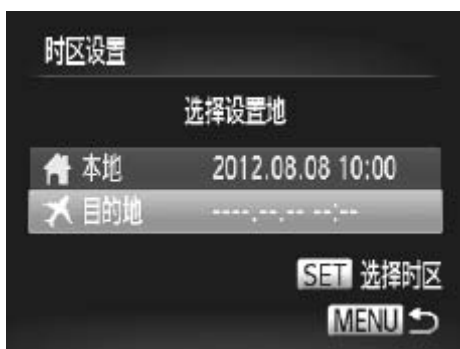 时区设置
选择设置地
本地 2012.08.08 10:00
目的地 ----.--.-- --:--
SET 选择时区
MENU